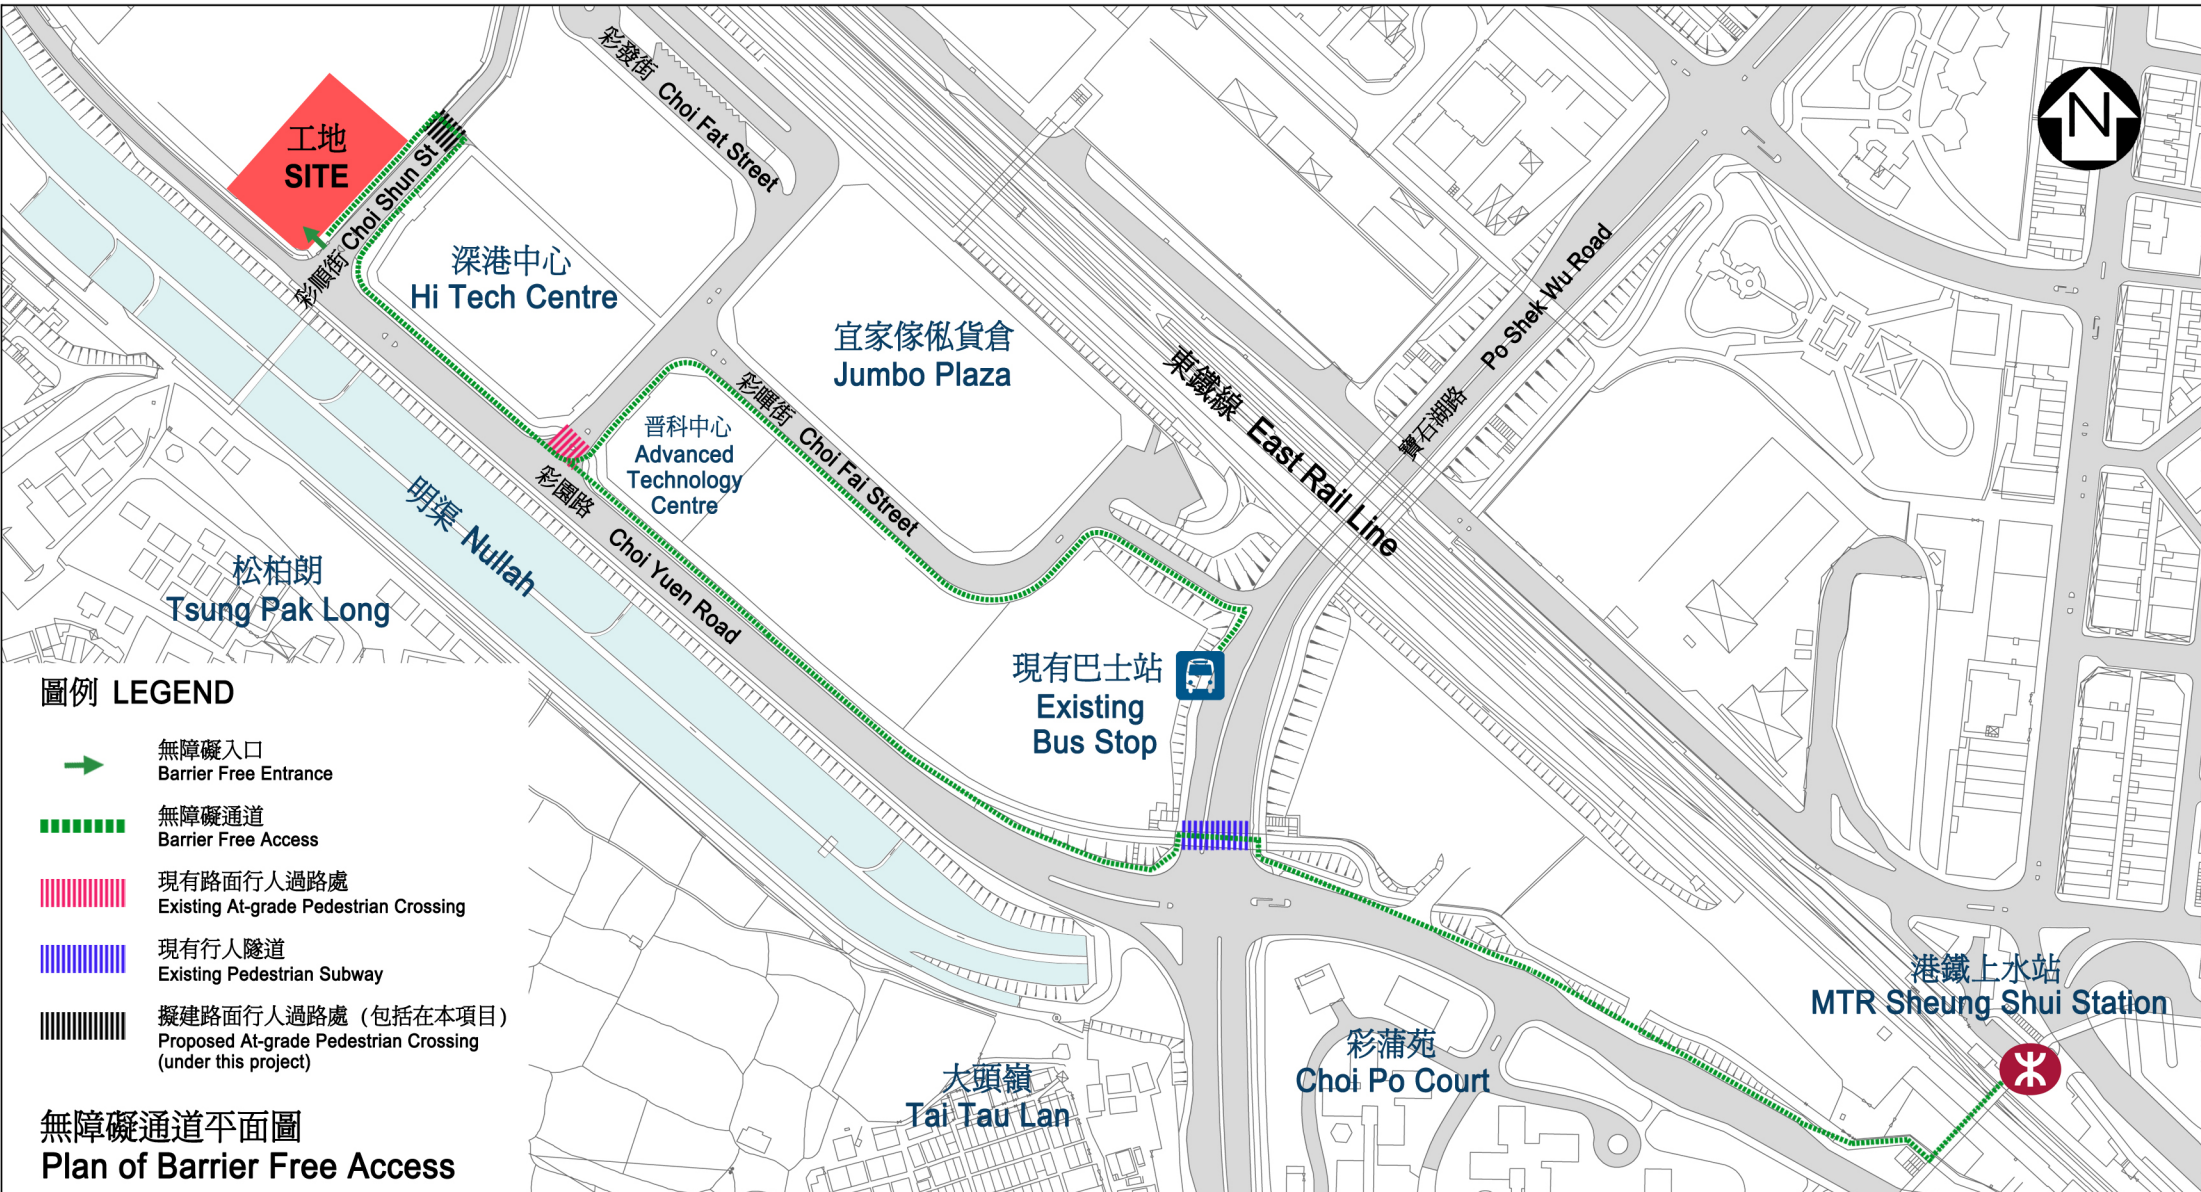 彩發街 Choi Fat Street
N
工地
SITE
彩順街 Choi Shun St
深港中心
Hi Tech Centre
寶石湖路 Po Shek Wu Road
宜家傢俬貨倉
Jumbo Plaza
東鐵線 East Rail Line
彩暉街 Choi Fai Street
晋科中心
Advanced
Technology
Centre
彩園路 Choi Yuen Road
明渠 Nullah
松柏朗
Tsung Pak Long
現有巴士站
Existing
Bus Stop
港鐵上水站
MTR Sheung Shui Station
彩蒲苑
Choi Po Court
大頭嶺
Tai Tau Lan
圖例 LEGEND
無障礙入口
Barrier Free Entrance
無障礙通道
Barrier Free Access
現有路面行人過路處
Existing At-grade Pedestrian Crossing
現有行人隧道
Existing Pedestrian Subway
擬建路面行人過路處 (包括在本項目)
Proposed At-grade Pedestrian Crossing
(under this project)
無障礙通道平面圖
Plan of Barrier Free Access